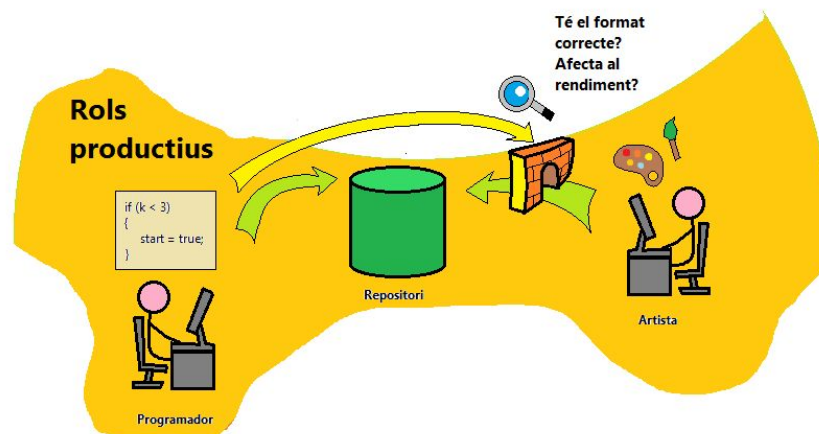 Té el format
correcte?
Afecta al
rendiment?
Rols
productius
if (k < 3)
{
start = true;
}
Repositori
Artista
Programador